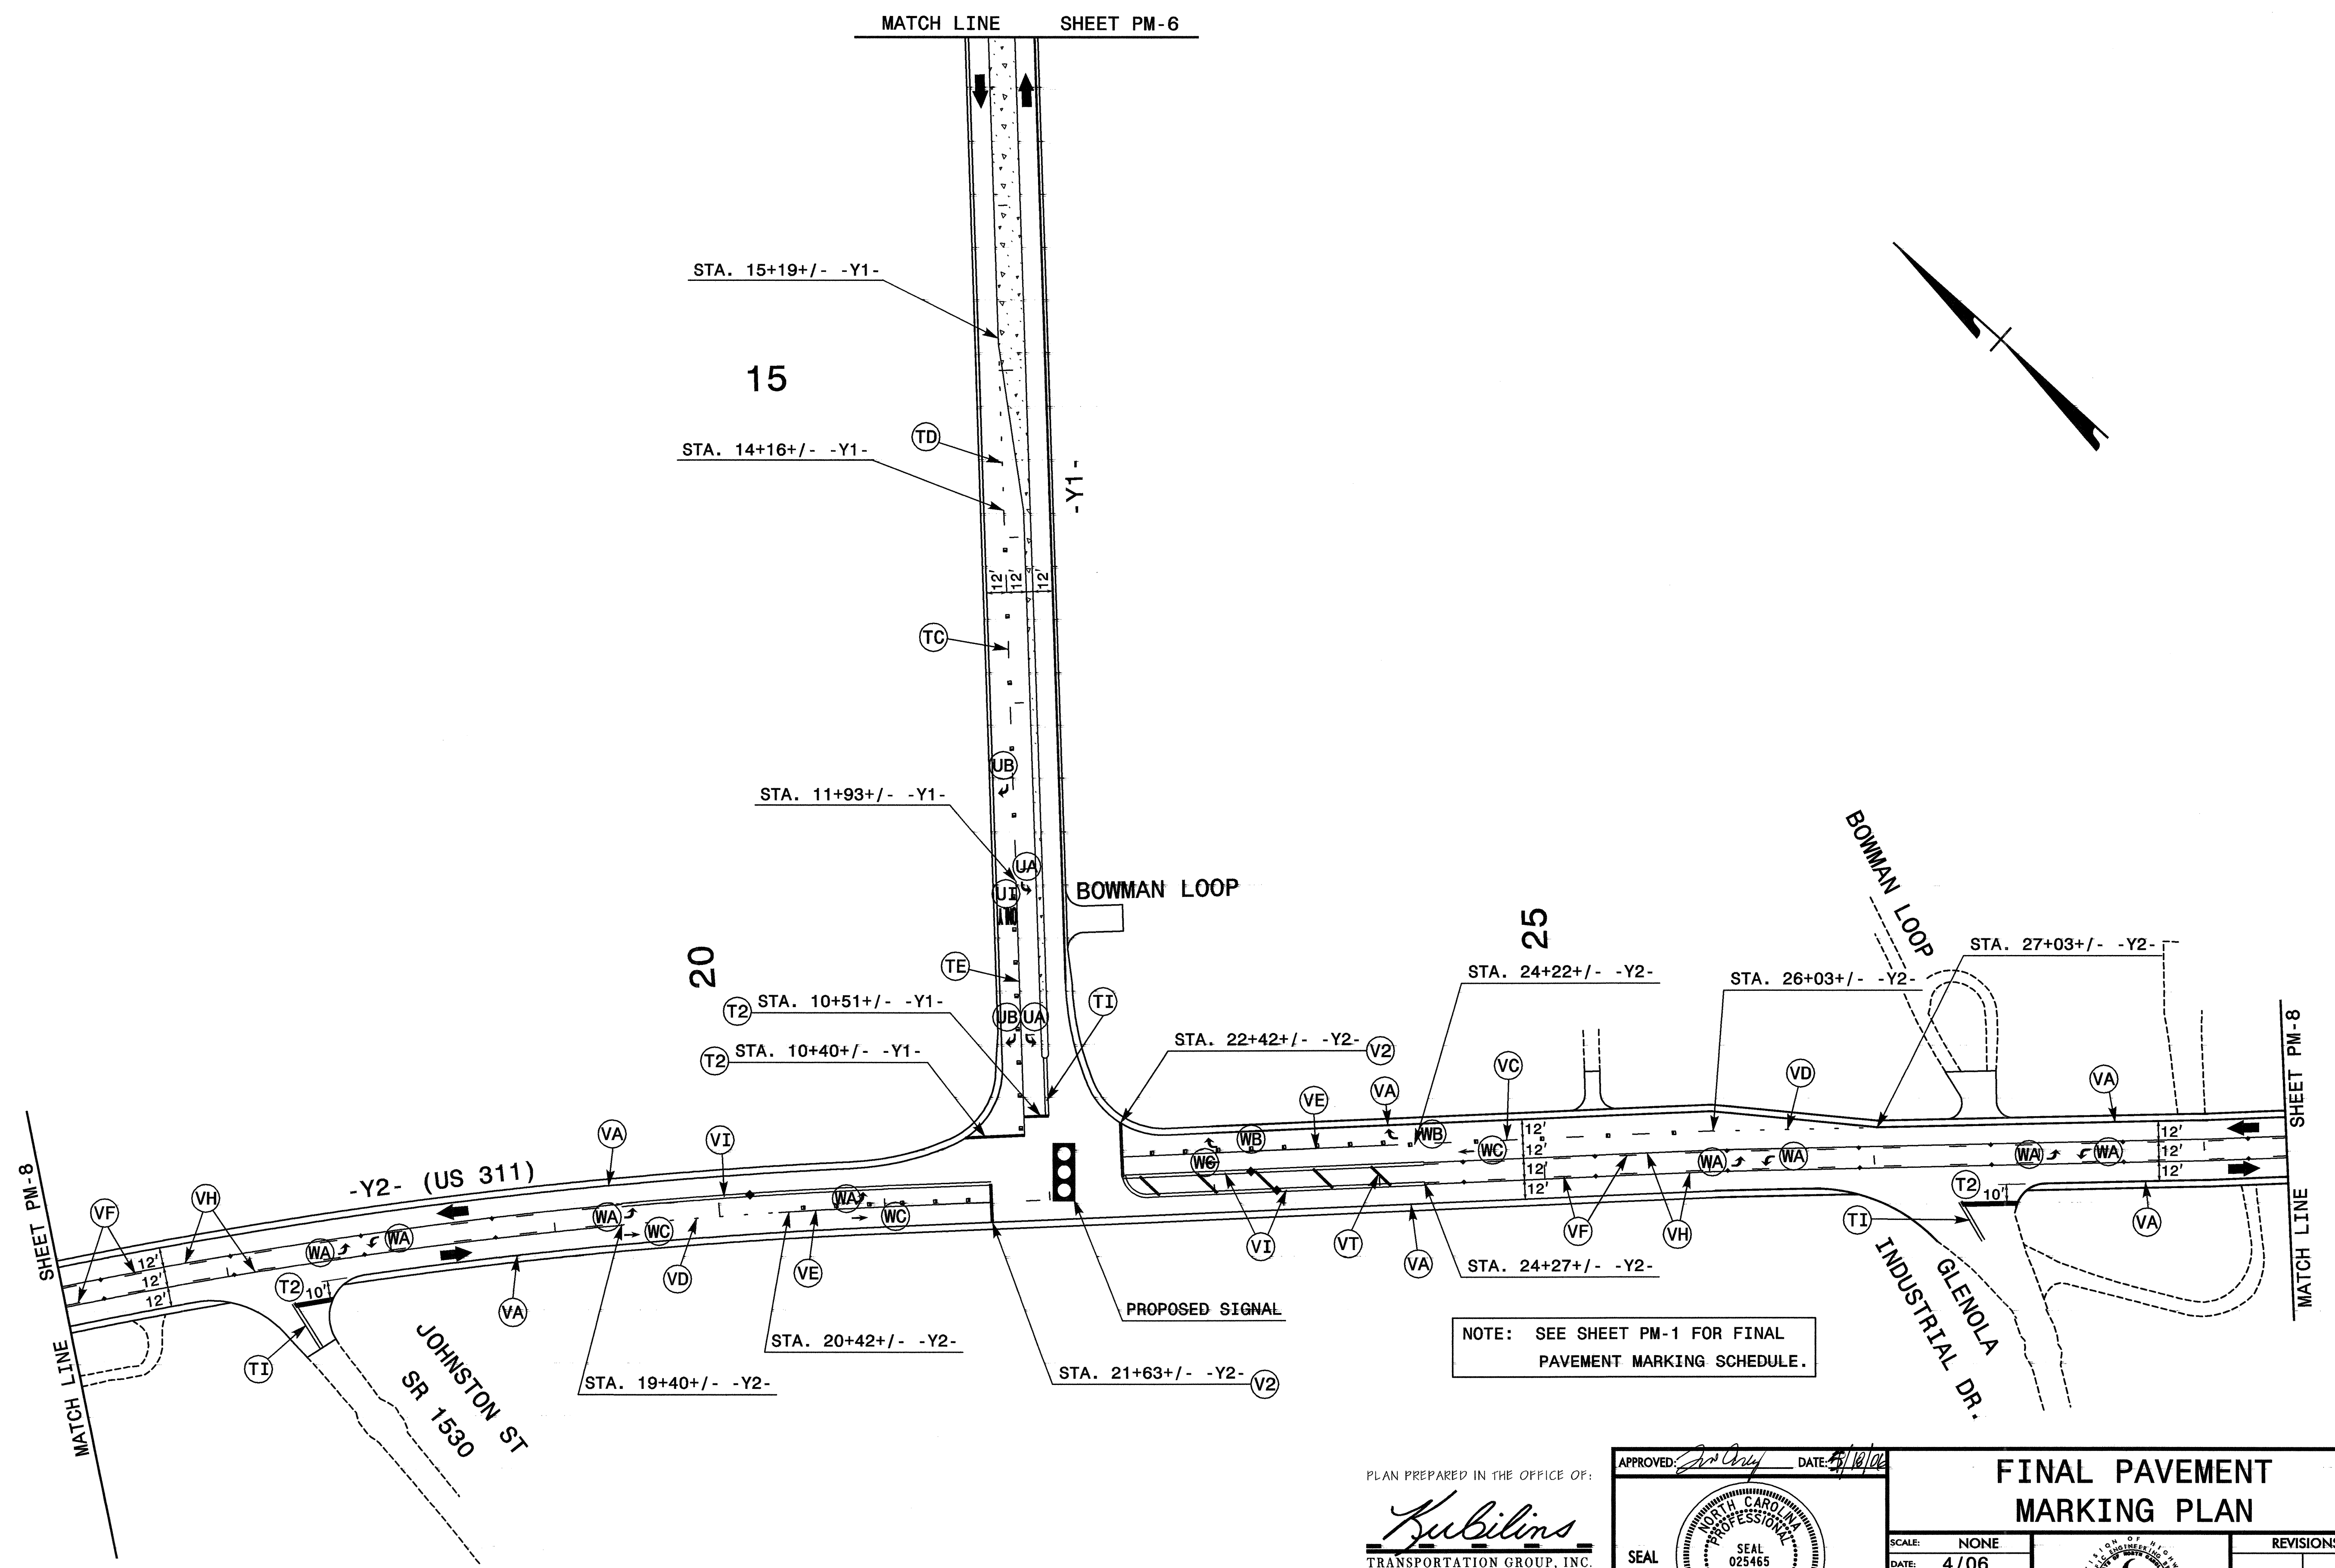 MATCH LINE SHEET PM-6
STA. 15+19+/- -Y1-
15
TD
STA. 14+16+/- -Y1-
-Y1-
12' 12' 12'
TC
UB
STA. 11+93+/- -Y1-
UA
UI
ONLY
BOWMAN LOOP
TE
20
T2 STA. 10+51+/- -Y1-
UB UA
TI
T2 STA. 10+40+/- -Y1-
STA. 22+42+/- -Y2- V2
25
STA. 24+22+/- -Y2-
BOWMAN LOOP
STA. 27+03+/- -Y2-
STA. 26+03+/- -Y2-
SHEET PM-8
MATCH LINE
VA
VI
-Y2- (US 311)
VF
VH
12'
12'
12'
WA
WA
WA
WC
WA
WC
VD
VE
VA
T2 10'
TI
JOHNSTON ST
SR 1530
STA. 19+40+/- -Y2-
STA. 20+42+/- -Y2-
STA. 21+63+/- -Y2- V2
PROPOSED SIGNAL
VE
VA
VC
VD
VA
WB
WB
WC
WC
12'
12'
12'
12'
WA
WA
WA
WA
12'
12'
12'
VI
VT
VA
VF
VH
STA. 24+27+/- -Y2-
T2 10'
TI
VA
GLENOLA
INDUSTRIAL DR.
SHEET PM-8
MATCH LINE
NOTE: SEE SHEET PM-1 FOR FINAL
PAVEMENT MARKING SCHEDULE.
PLAN PREPARED IN THE OFFICE OF:
Kubilins
TRANSPORTATION GROUP, INC.
APPROVED: DATE:
SEAL
NORTH CAROLINA
PROFESSIONAL
SEAL
025465
FINAL PAVEMENT
MARKING PLAN
SCALE: NONE
DATE: 4/06
REVISIONS